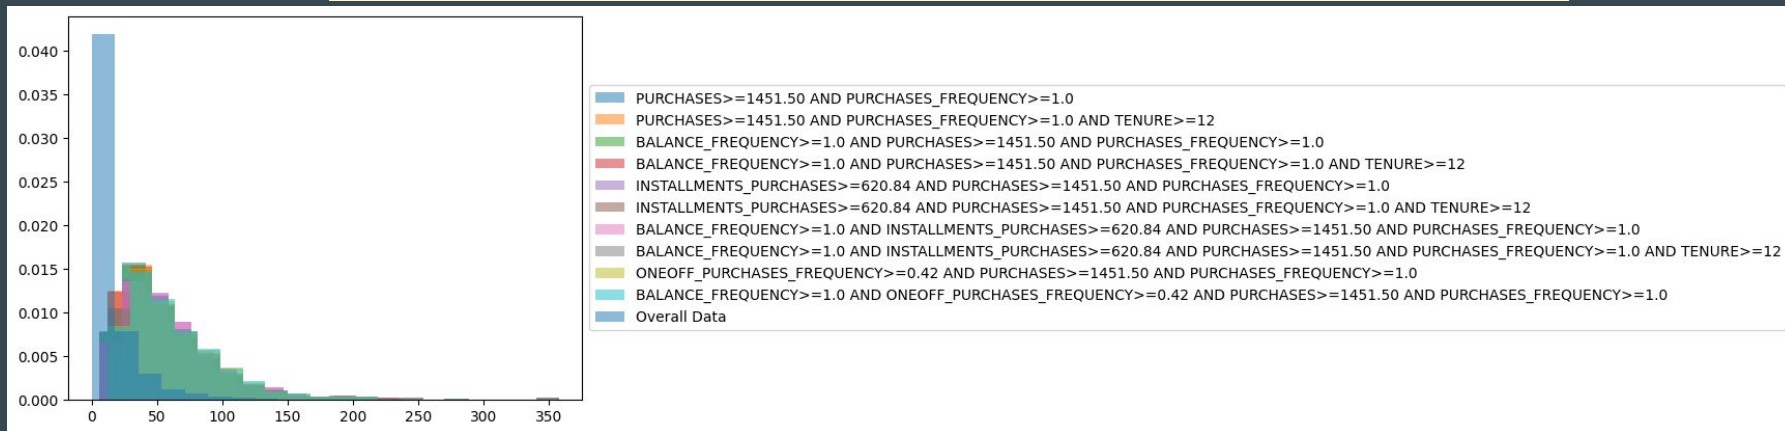 0.040
0.035
0.030
0.025
0.020
0.015
0.010
0.005
0.000
0 50 100 150 200 250 300 350
PURCHASES>=1451.50 AND PURCHASES_FREQUENCY>=1.0
PURCHASES>=1451.50 AND PURCHASES_FREQUENCY>=1.0 AND TENURE>=12
BALANCE_FREQUENCY>=1.0 AND PURCHASES>=1451.50 AND PURCHASES_FREQUENCY>=1.0
BALANCE_FREQUENCY>=1.0 AND PURCHASES>=1451.50 AND PURCHASES_FREQUENCY>=1.0 AND TENURE>=12
INSTALLMENTS_PURCHASES>=620.84 AND PURCHASES>=1451.50 AND PURCHASES_FREQUENCY>=1.0
INSTALLMENTS_PURCHASES>=620.84 AND PURCHASES>=1451.50 AND PURCHASES_FREQUENCY>=1.0 AND TENURE>=12
BALANCE_FREQUENCY>=1.0 AND INSTALLMENTS_PURCHASES>=620.84 AND PURCHASES>=1451.50 AND PURCHASES_FREQUENCY>=1.0
BALANCE_FREQUENCY>=1.0 AND INSTALLMENTS_PURCHASES>=620.84 AND PURCHASES>=1451.50 AND PURCHASES_FREQUENCY>=1.0 AND TENURE>=12
ONEOFF_PURCHASES_FREQUENCY>=0.42 AND PURCHASES>=1451.50 AND PURCHASES_FREQUENCY>=1.0
BALANCE_FREQUENCY>=1.0 AND ONEOFF_PURCHASES_FREQUENCY>=0.42 AND PURCHASES>=1451.50 AND PURCHASES_FREQUENCY>=1.0
Overall Data